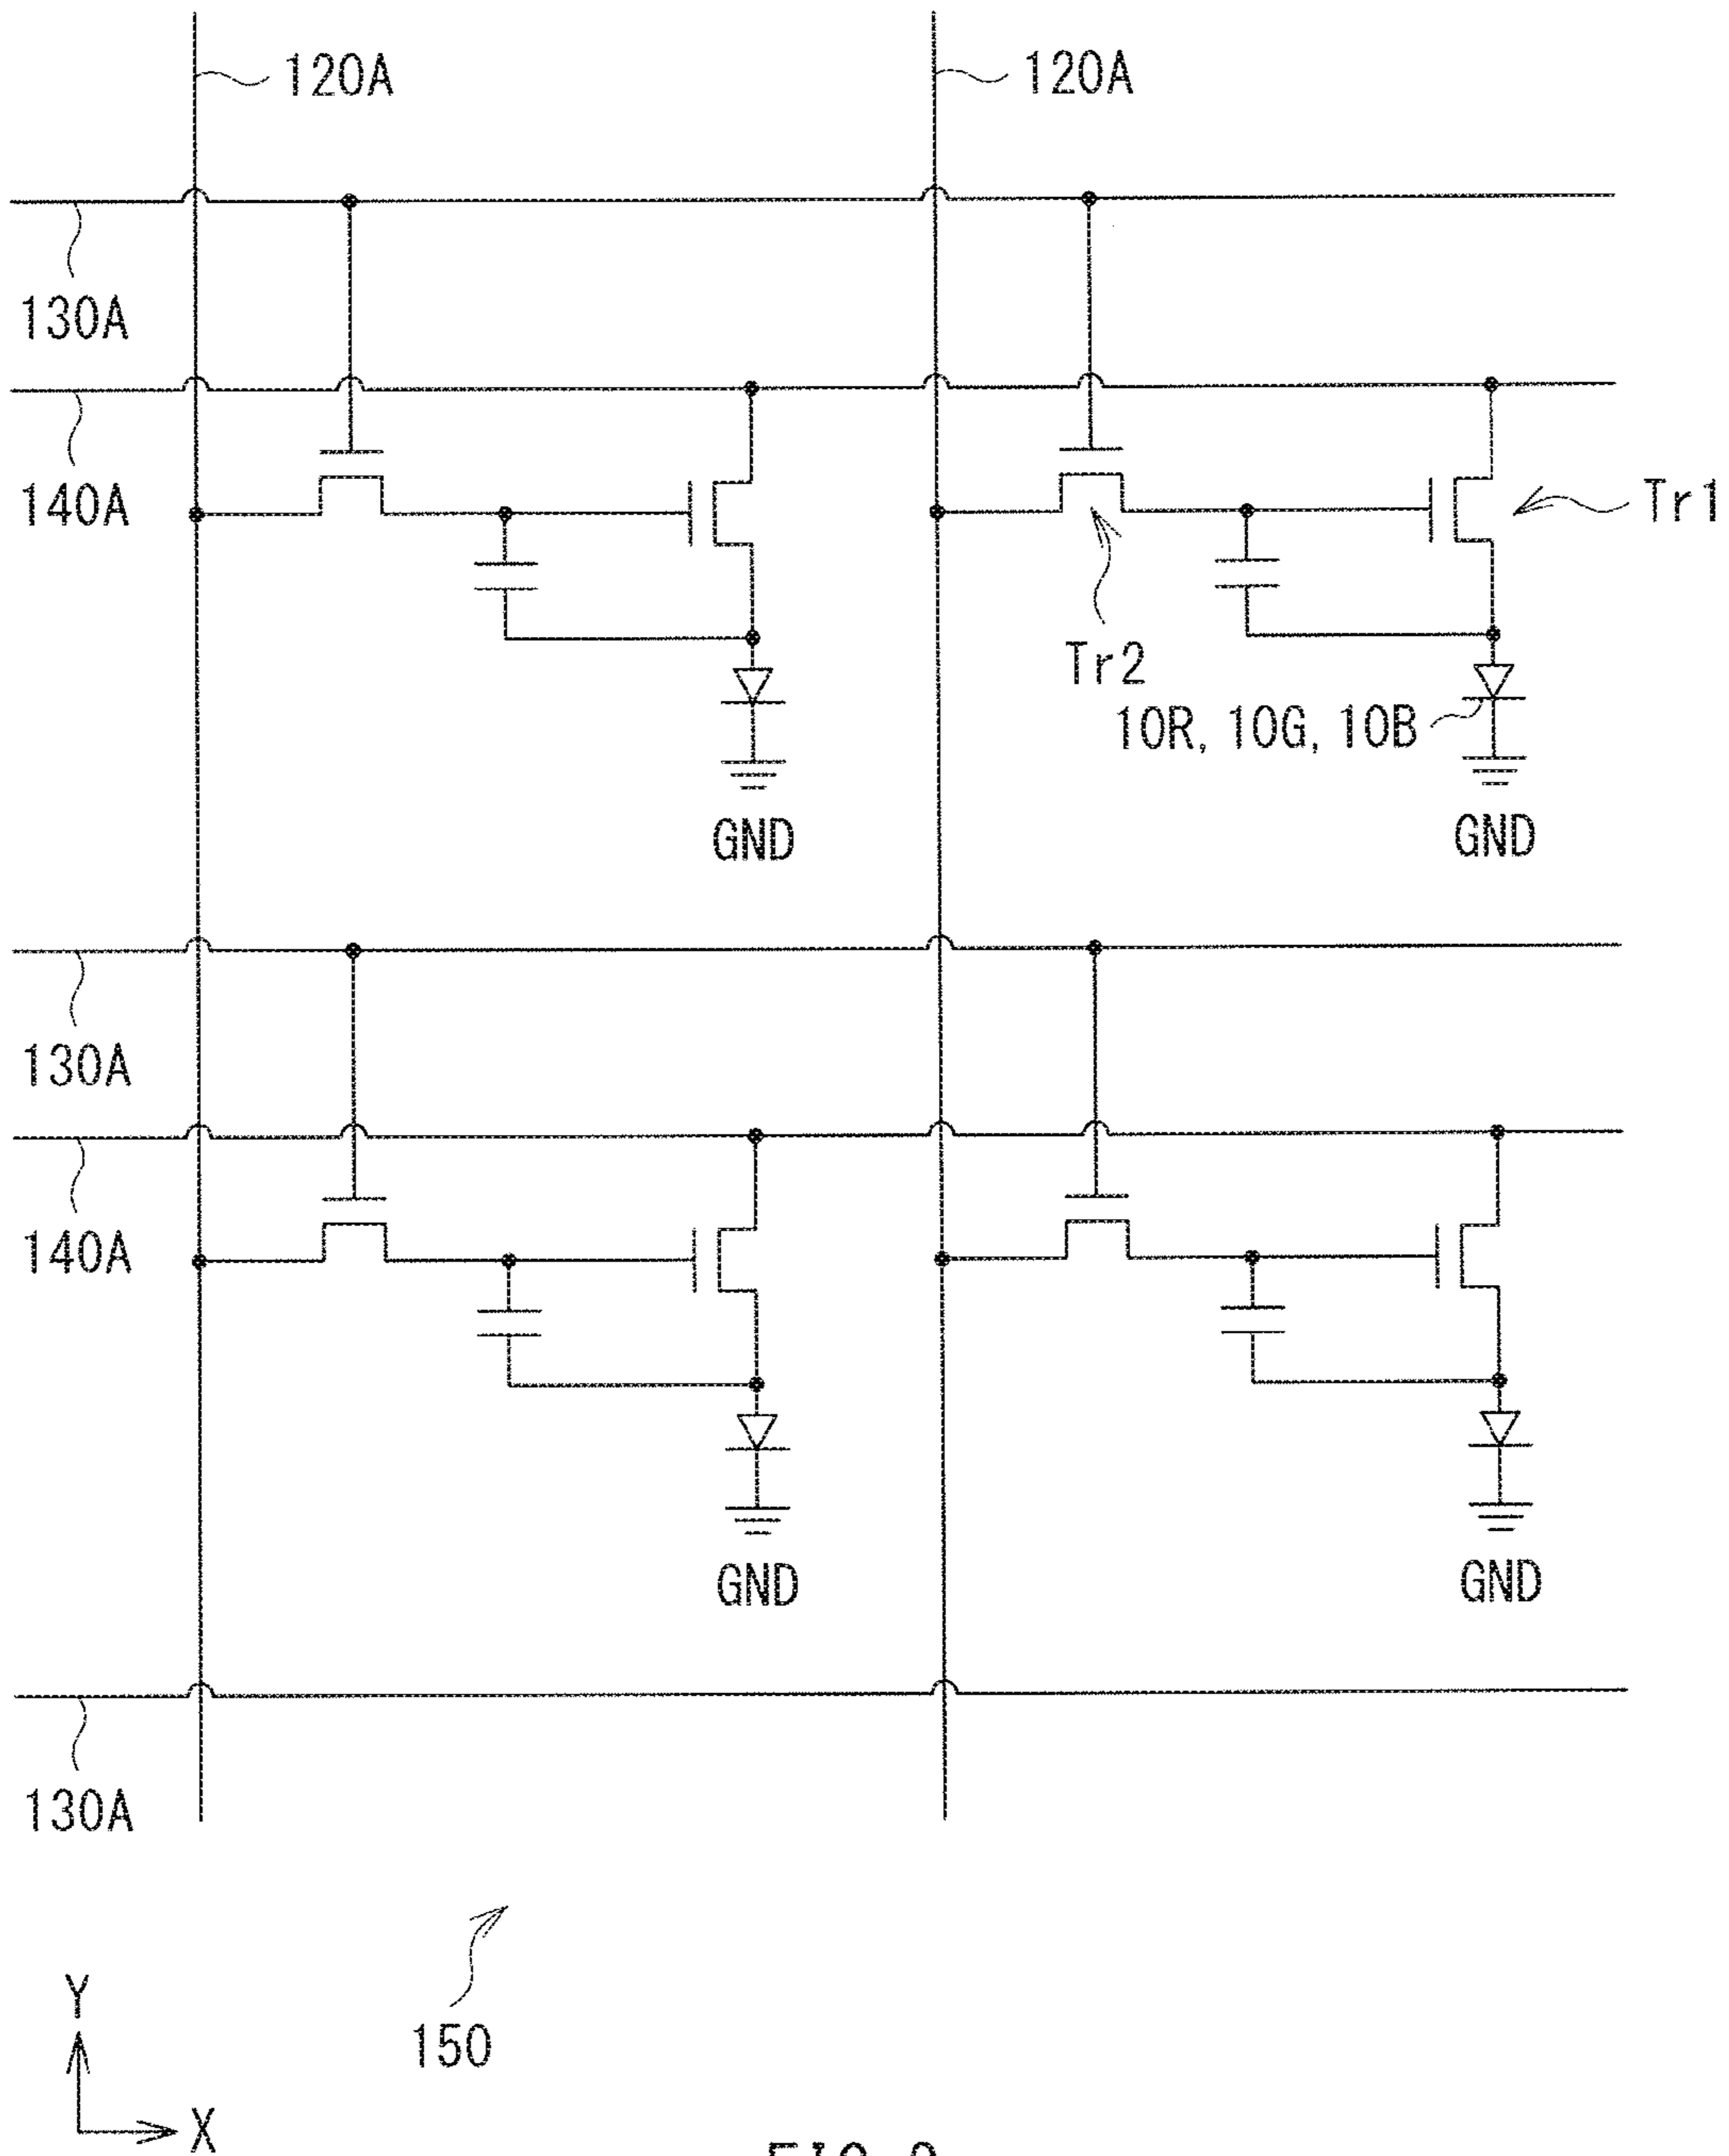 120A 120A
130A
140A
Tr1
Tr2
10R, 10G, 10B
GND GND
130A
140A
GND GND
130A
150
Y
X